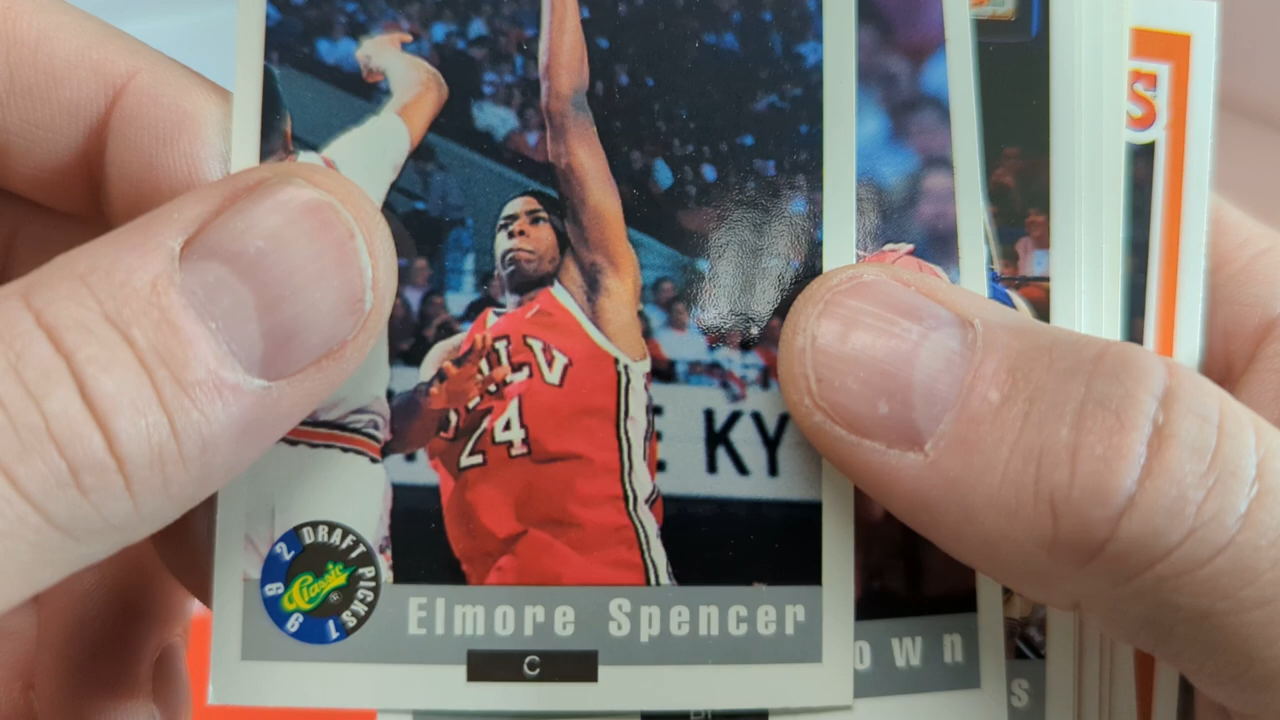 S
UNLV
24
E KY
1992 DRAFT PICKS
Classic
Elmore Spencer
C
own
s